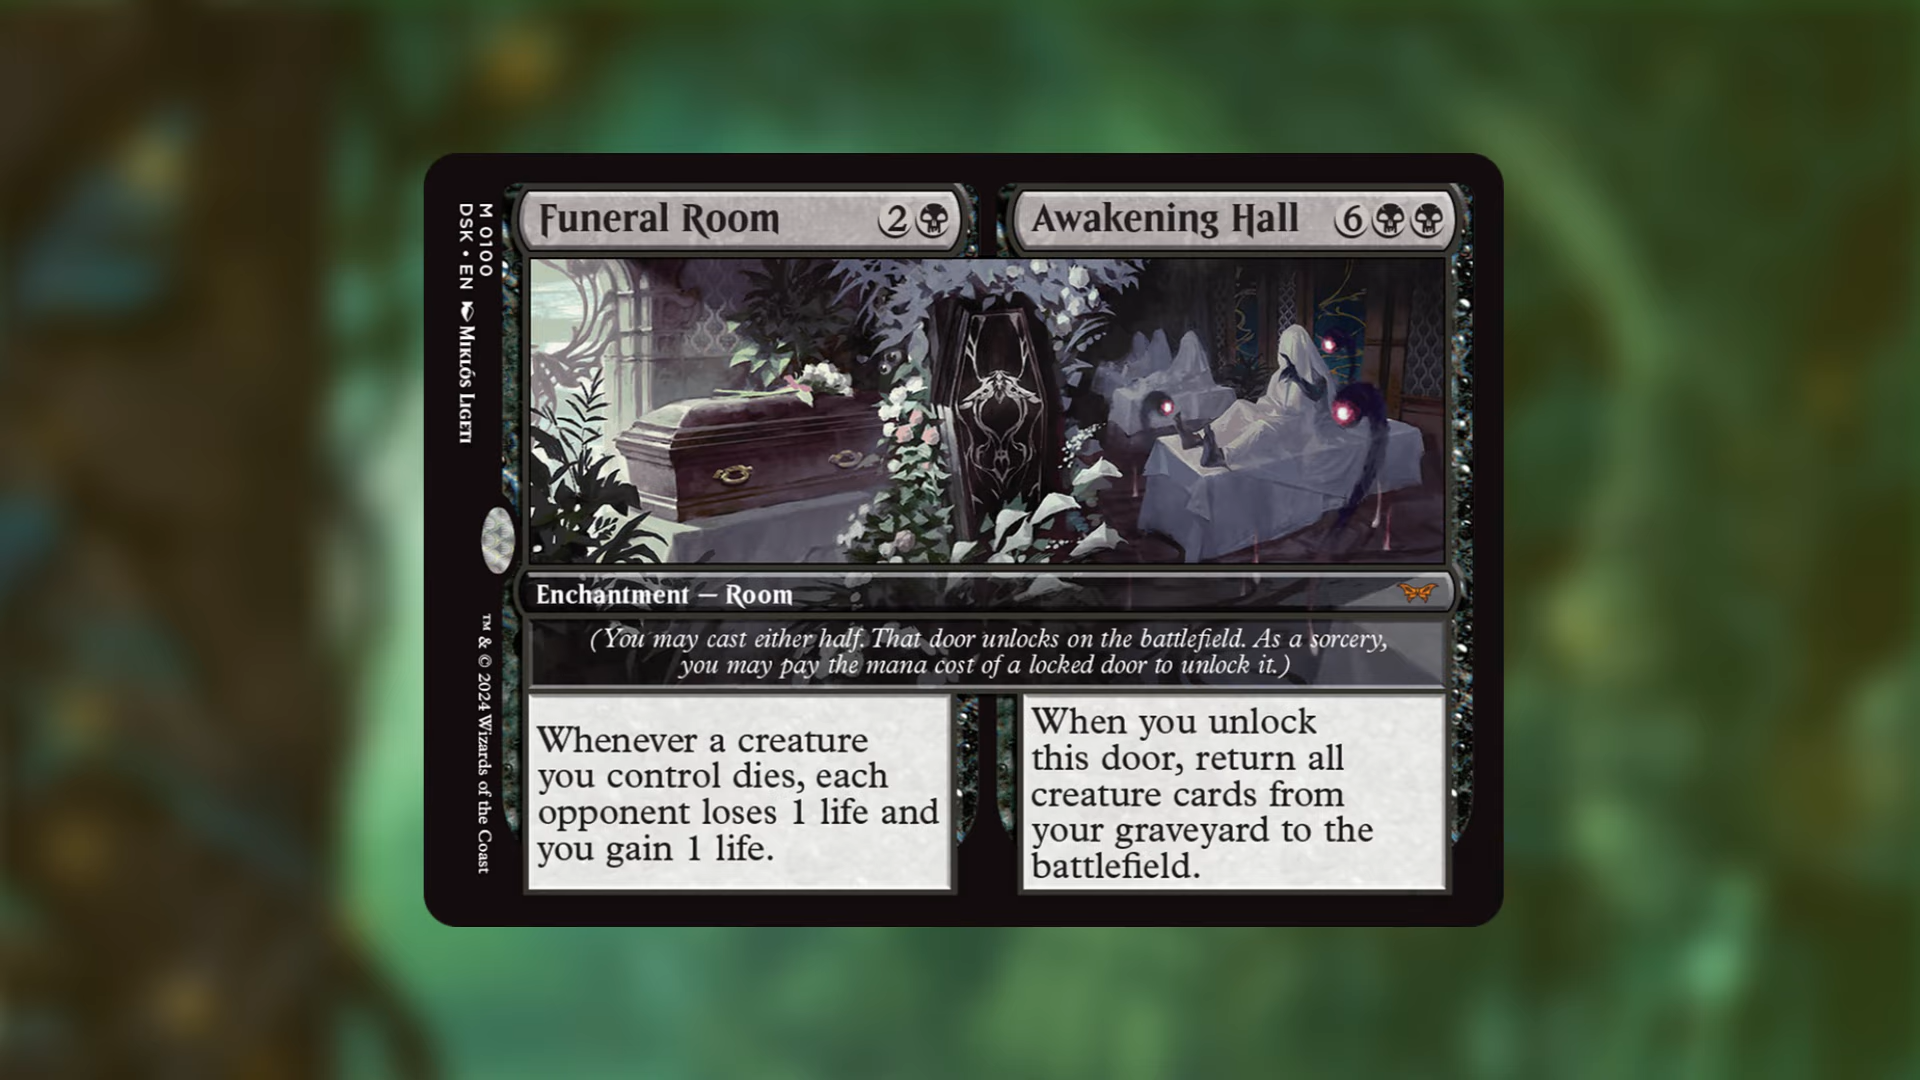 Funeral Room 2
Awakening Hall 6
M 0100
DSK • EN Miklós Ligeti
™ & © 2024 Wizards of the Coast
Enchantment — Room
(You may cast either half. That door unlocks on the battlefield. As a sorcery,
you may pay the mana cost of a locked door to unlock it.)
Whenever a creature
you control dies, each
opponent loses 1 life and
you gain 1 life.
When you unlock
this door, return all
creature cards from
your graveyard to the
battlefield.